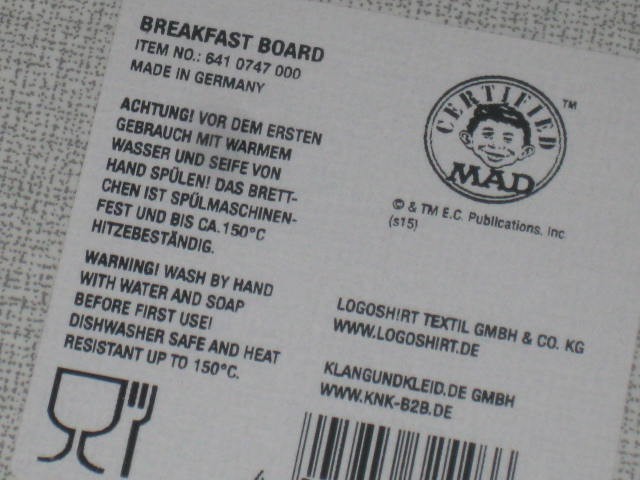 BREAKFAST BOARD
ITEM NO.: 641 0747 000
MADE IN GERMANY
ACHTUNG! VOR DEM ERSTEN
GEBRAUCH MIT WARMEM
WASSER UND SEIFE VON
HAND SPÜLEN! DAS BRETT-
CHEN IST SPÜLMASCHINEN-
FEST UND BIS CA.150°C
HITZEBESTÄNDIG.
WARNING! WASH BY HAND
WITH WATER AND SOAP
BEFORE FIRST USE!
DISHWASHER SAFE AND HEAT
RESISTANT UP TO 150°C.
CERTIFIED
MAD
TM
© & TM E.C. Publications, Inc
(s15)
LOGOSHIRT TEXTIL GMBH & CO. KG
WWW.LOGOSHIRT.DE
KLANGUNDKLEID.DE GMBH
WWW.KNK-B2B.DE